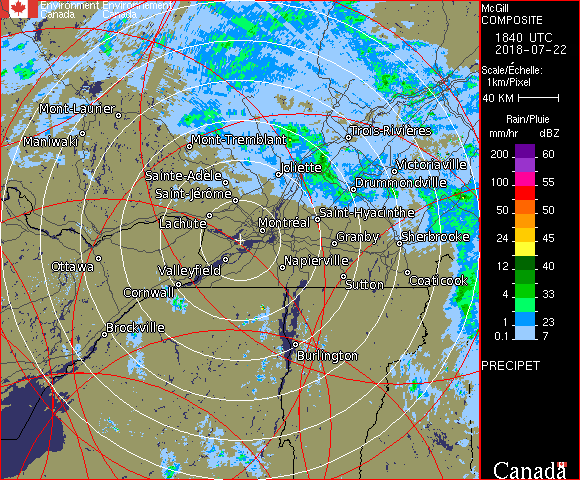 Environment Environnement
Canada Canada
Mont-Laurier
Maniwaki
Mont-Tremblant
Trois-Rivières
Joliette
Victoriaville
Sainte-Adèle
Drummondville
Saint-Jérôme
Saint-Hyacinthe
Lachute
Montréal
Granby
Sherbrooke
Ottawa
Valleyfield
Napierville
Sutton
Coaticook
Cornwall
Brockville
Burlington
McGill
COMPOSITE
1840 UTC
2018-07-22
Scale/Échelle:
1km/Pixel
40 KM
Rain/Pluie
mm/hr dBZ
200 60
100 55
50 50
24 45
12 40
4 33
1 23
0.1 7
PRECIPET
Canada